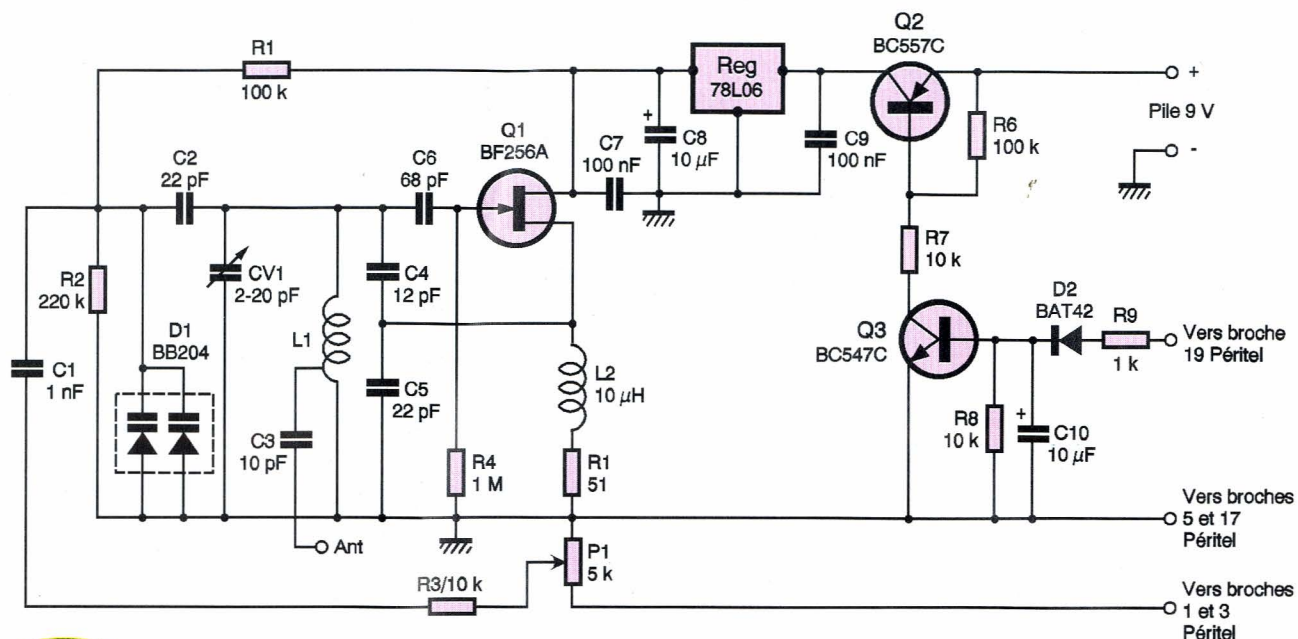 R1
100 k
Reg
78L06
Q2
BC557C
+
Pile 9 V
-
R6
100 k
C2
22 pF
C6
68 pF
Q1
BF256A
C7
100 nF
+
C8
10 µF
C9
100 nF
R7
10 k
R2
220 k
CV1
2-20 pF
C4
12 pF
D1
BB204
L1
C1
1 nF
C3
10 pF
C5
22 pF
L2
10 µH
Q3
BC547C
D2
BAT42
R9
1 k
Vers broche
19 Péritel
R8
10 k
+
C10
10 µF
R4
1 M
R1
51
Ant
Vers broches
5 et 17
Péritel
R3/10 k
P1
5 k
Vers broches
1 et 3
Péritel